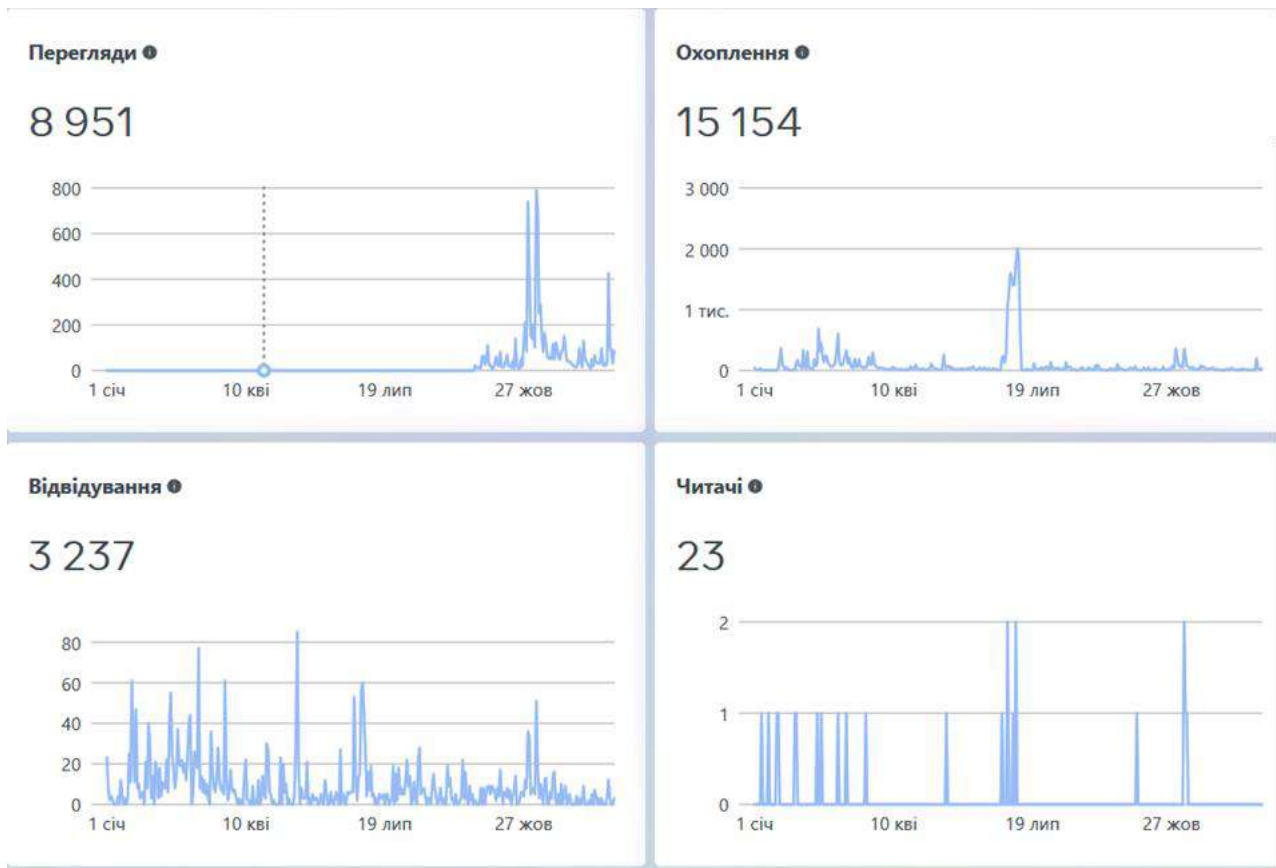 Перегляди
8 951
800
600
400
200
0
1 січ 10 кві 19 лип 27 жов
Охоплення
15 154
3 000
2 000
1 тис.
0
1 січ 10 кві 19 лип 27 жов
Відвідування
3 237
80
60
40
20
0
1 січ 10 кві 19 лип 27 жов
Читачі
23
2
1
0
1 січ 10 кві 19 лип 27 жов